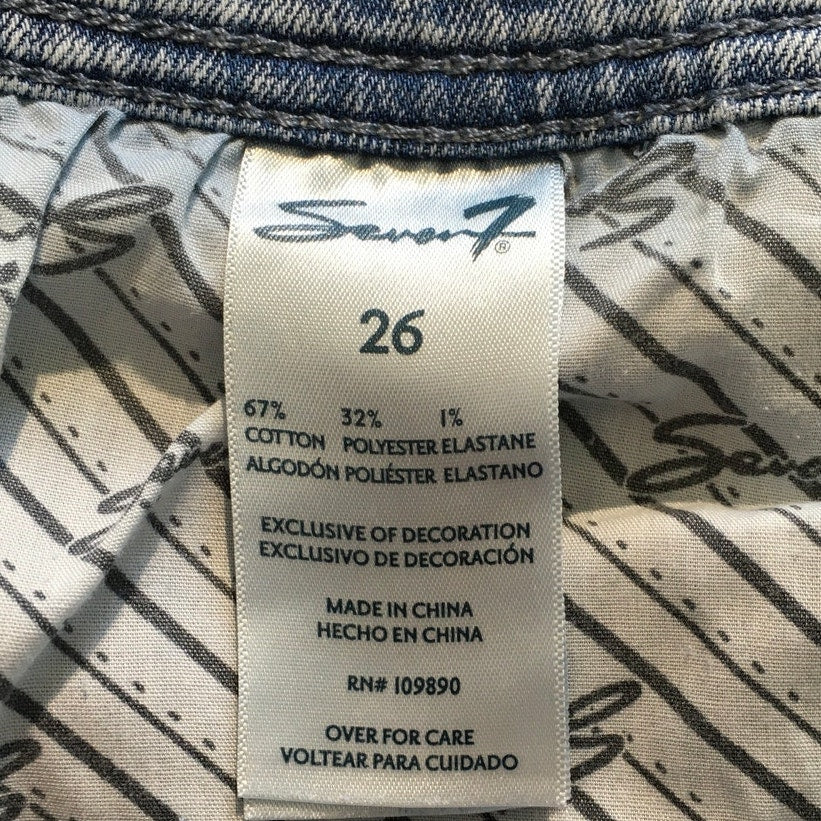 Seven7®
26
67% 32% 1%
COTTON POLYESTER ELASTANE
ALGODÓN POLIÉSTER ELASTANO
EXCLUSIVE OF DECORATION
EXCLUSIVO DE DECORACIÓN
MADE IN CHINA
HECHO EN CHINA
RN# 109890
OVER FOR CARE
VOLTEAR PARA CUIDADO